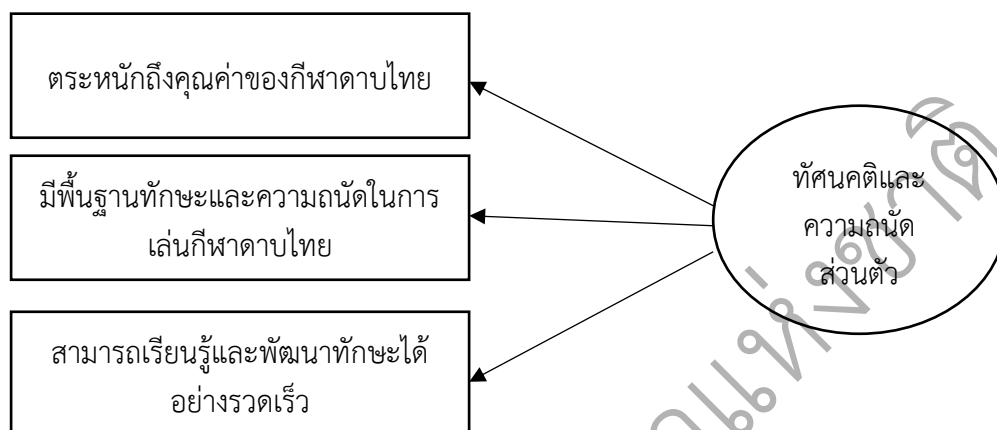 ตระหนักถึงคุณค่าของกีฬาดาบไทย
มีพื้นฐานทักษะและความถนัดในการ
เล่นกีฬาดาบไทย
สามารถเรียนรู้และพัฒนาทักษะได้
อย่างรวดเร็ว
ทัศนคติและ
ความถนัด
ส่วนตัว